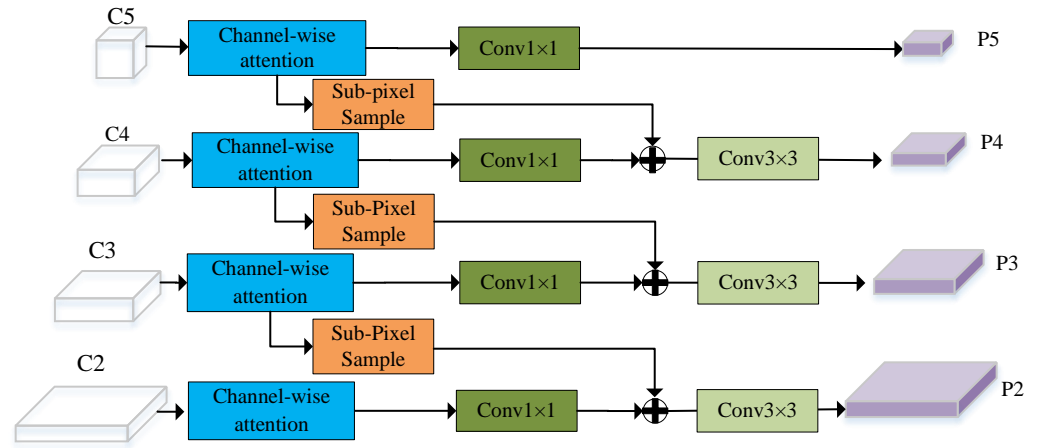 C5
Channel-wise
attention
Conv1×1
P5
Sub-pixel
Sample
C4
Channel-wise
attention
Conv1×1
Conv3×3
P4
Sub-Pixel
Sample
C3
Channel-wise
attention
Conv1×1
Conv3×3
P3
Sub-Pixel
Sample
C2
Channel-wise
attention
Conv1×1
Conv3×3
P2